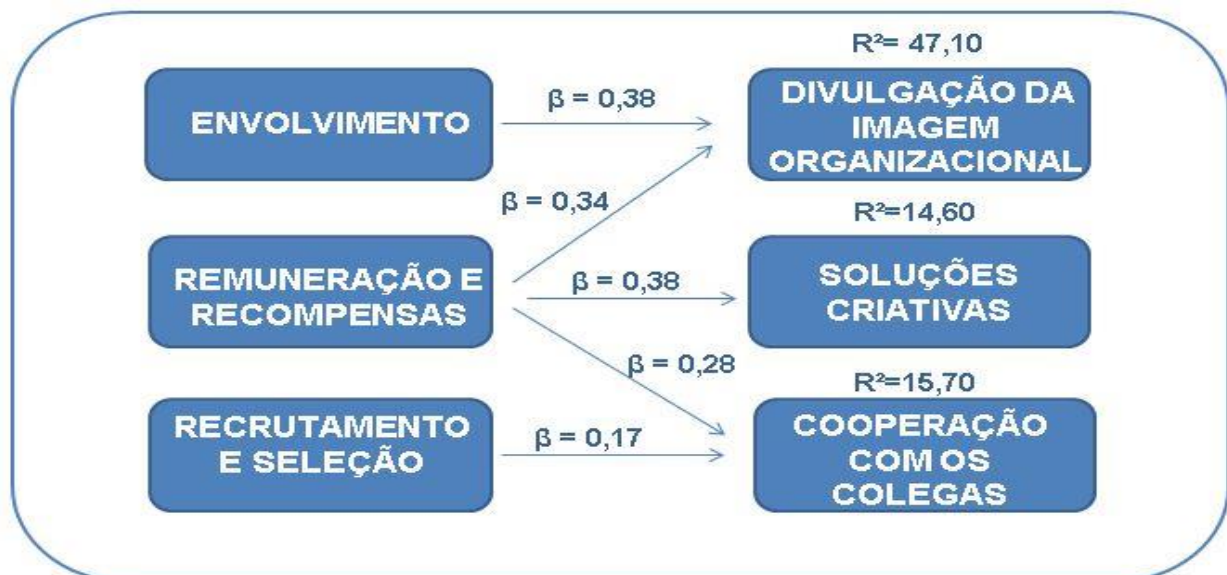 R²= 47,10
ENVOLVIMENTO
β = 0,38
DIVULGAÇÃO DA
IMAGEM
ORGANIZACIONAL
β = 0,34
R²=14,60
REMUNERAÇÃO E
RECOMPENSAS
β = 0,38
SOLUÇÕES
CRIATIVAS
β = 0,28
R²=15,70
RECRUTAMENTO
E SELEÇÃO
β = 0,17
COOPERAÇÃO
COM OS
COLEGAS